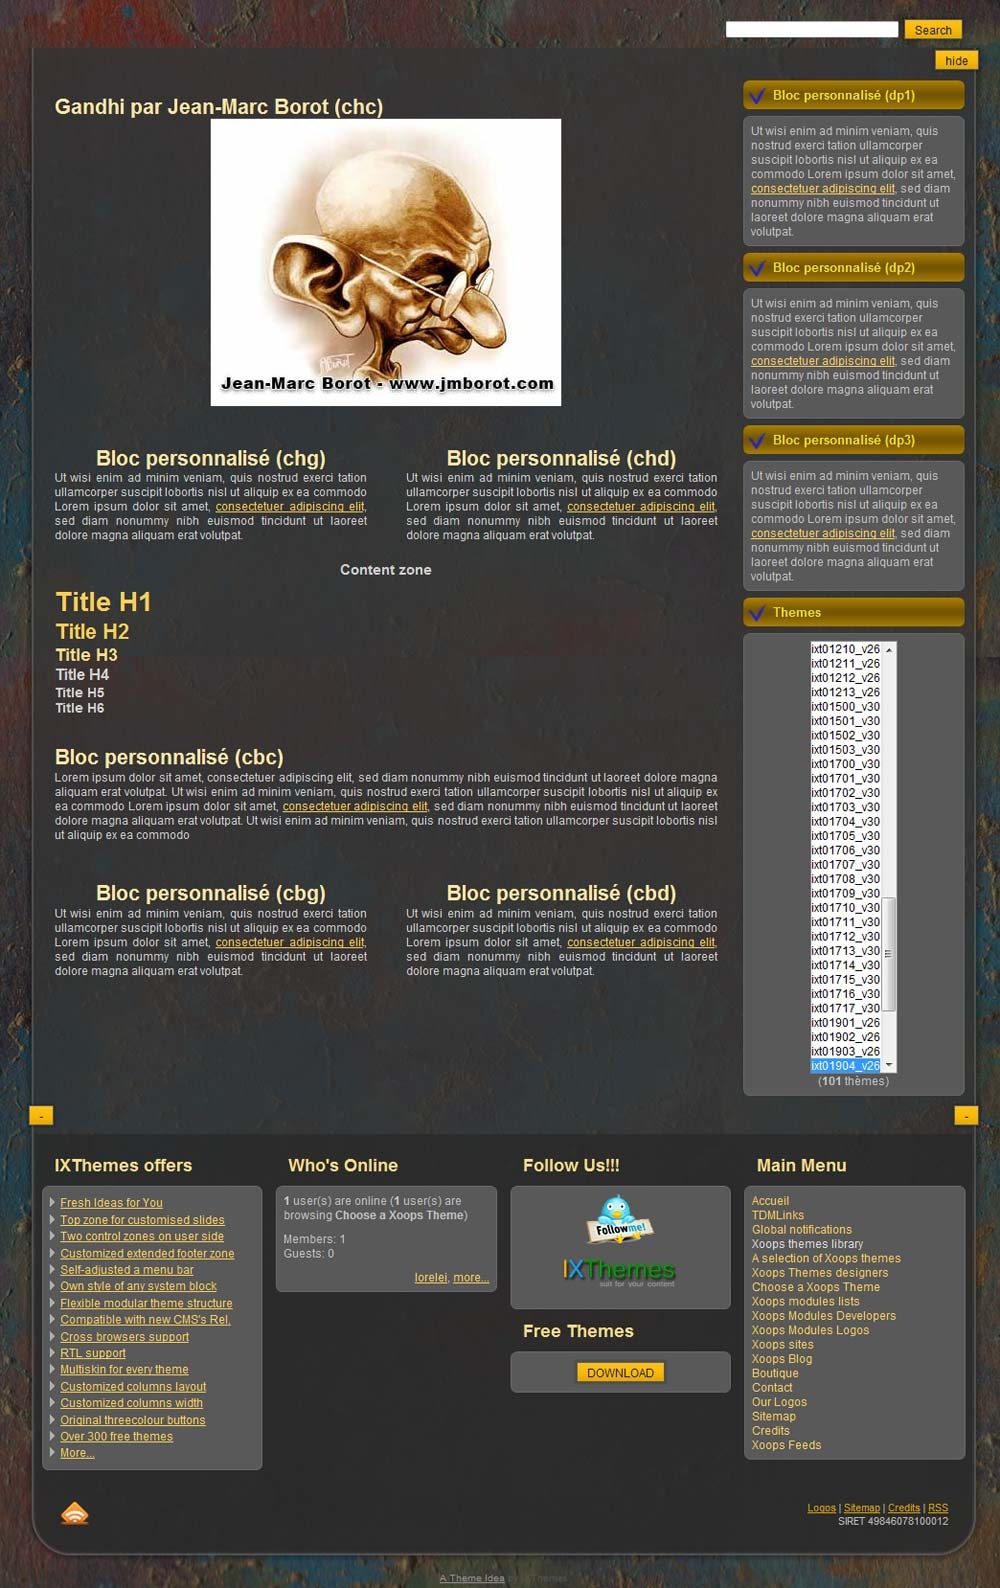 Search
hide
Gandhi par Jean-Marc Borot (chc)
Jean-Marc Borot - www.jmborot.com
Bloc personnalisé (chg)
Ut wisi enim ad minim veniam, quis nostrud exerci tation
ullamcorper suscipit lobortis nisl ut aliquip ex ea commodo
Lorem ipsum dolor sit amet, consectetuer adipiscing elit,
sed diam nonummy nibh euismod tincidunt ut laoreet
dolore magna aliquam erat volutpat.
Bloc personnalisé (chd)
Ut wisi enim ad minim veniam, quis nostrud exerci tation
ullamcorper suscipit lobortis nisl ut aliquip ex ea commodo
Lorem ipsum dolor sit amet, consectetuer adipiscing elit,
sed diam nonummy nibh euismod tincidunt ut laoreet
dolore magna aliquam erat volutpat.
Content zone
Title H1
Title H2
Title H3
Title H4
Title H5
Title H6
Bloc personnalisé (cbc)
Lorem ipsum dolor sit amet, consectetuer adipiscing elit, sed diam nonummy nibh euismod tincidunt ut laoreet dolore magna
aliquam erat volutpat. Ut wisi enim ad minim veniam, quis nostrud exerci tation ullamcorper suscipit lobortis nisl ut aliquip ex
ea commodo Lorem ipsum dolor sit amet, consectetuer adipiscing elit, sed diam nonummy nibh euismod tincidunt ut laoreet
dolore magna aliquam erat volutpat. Ut wisi enim ad minim veniam, quis nostrud exerci tation ullamcorper suscipit lobortis nisl
ut aliquip ex ea commodo
Bloc personnalisé (cbg)
Ut wisi enim ad minim veniam, quis nostrud exerci tation
ullamcorper suscipit lobortis nisl ut aliquip ex ea commodo
Lorem ipsum dolor sit amet, consectetuer adipiscing elit,
sed diam nonummy nibh euismod tincidunt ut laoreet
dolore magna aliquam erat volutpat.
Bloc personnalisé (cbd)
Ut wisi enim ad minim veniam, quis nostrud exerci tation
ullamcorper suscipit lobortis nisl ut aliquip ex ea commodo
Lorem ipsum dolor sit amet, consectetuer adipiscing elit,
sed diam nonummy nibh euismod tincidunt ut laoreet
dolore magna aliquam erat volutpat.
Bloc personnalisé (dp1)
Ut wisi enim ad minim veniam, quis
nostrud exerci tation ullamcorper
suscipit lobortis nisl ut aliquip ex ea
commodo Lorem ipsum dolor sit amet,
consectetuer adipiscing elit, sed diam
nonummy nibh euismod tincidunt ut
laoreet dolore magna aliquam erat
volutpat.
Bloc personnalisé (dp2)
Ut wisi enim ad minim veniam, quis
nostrud exerci tation ullamcorper
suscipit lobortis nisl ut aliquip ex ea
commodo Lorem ipsum dolor sit amet,
consectetuer adipiscing elit, sed diam
nonummy nibh euismod tincidunt ut
laoreet dolore magna aliquam erat
volutpat.
Bloc personnalisé (dp3)
Ut wisi enim ad minim veniam, quis
nostrud exerci tation ullamcorper
suscipit lobortis nisl ut aliquip ex ea
commodo Lorem ipsum dolor sit amet,
consectetuer adipiscing elit, sed diam
nonummy nibh euismod tincidunt ut
laoreet dolore magna aliquam erat
volutpat.
Themes
ixt01210_v26
ixt01211_v26
ixt01212_v26
ixt01213_v26
ixt01500_v30
ixt01501_v30
ixt01502_v30
ixt01503_v30
ixt01700_v30
ixt01701_v30
ixt01702_v30
ixt01703_v30
ixt01704_v30
ixt01705_v30
ixt01706_v30
ixt01707_v30
ixt01708_v30
ixt01709_v30
ixt01710_v30
ixt01711_v30
ixt01712_v30
ixt01713_v30
ixt01714_v30
ixt01715_v30
ixt01716_v30
ixt01717_v30
ixt01901_v26
ixt01902_v26
ixt01903_v26
ixt01904_v26
(101 thèmes)
-
-
IXThemes offers
Fresh Ideas for You
Top zone for customised slides
Two control zones on user side
Customized extended footer zone
Self-adjusted a menu bar
Own style of any system block
Flexible modular theme structure
Compatible with new CMS's Rel.
Cross browsers support
RTL support
Multiskin for every theme
Customized columns layout
Customized columns width
Original threecolour buttons
Over 300 free themes
More...
Who's Online
1 user(s) are online (1 user(s) are
browsing Choose a Xoops Theme)
Members: 1
Guests: 0
lorelei, more...
Follow Us!!!
Follow me!
IXThemes
suit for your content
Free Themes
DOWNLOAD
Main Menu
Accueil
TDMLinks
Global notifications
Xoops themes library
A selection of Xoops themes
Xoops Themes designers
Choose a Xoops Theme
Xoops modules lists
Xoops Modules Developers
Xoops Modules Logos
Xoops sites
Xoops Blog
Boutique
Contact
Our Logos
Sitemap
Credits
Xoops Feeds
Logos | Sitemap | Credits | RSS
SIRET 49846078100012
A Theme Idea by IXThemes